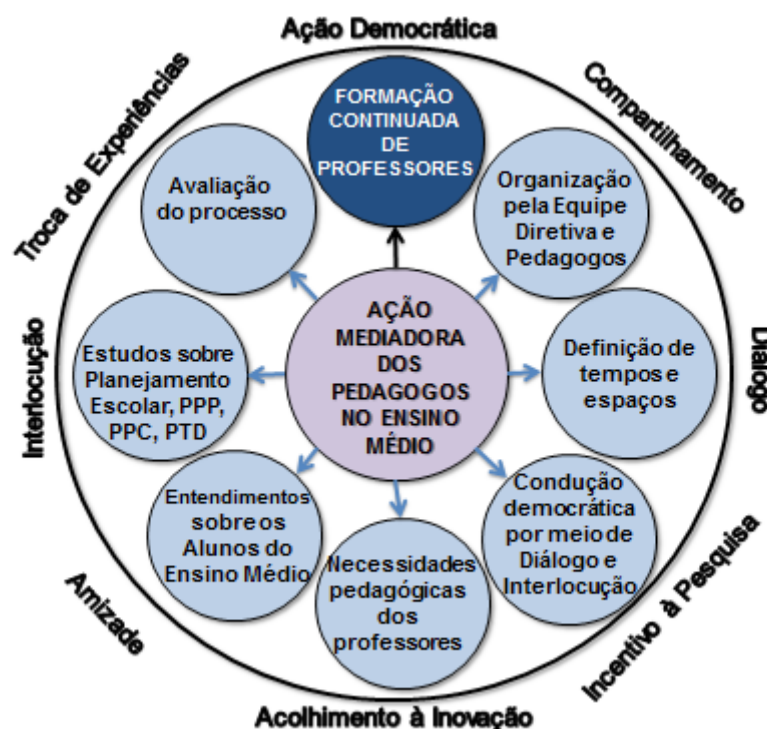 Ação Democrática
Compartilhamento
Diálogo
Incentivo à Pesquisa
Acolhimento à Inovação
Amizade
Interlocução
Troca de Experiências
FORMAÇÃO
CONTINUADA
DE
PROFESSORES
Organização
pela Equipe
Diretiva e
Pedagogos
Definição de
tempos e
espaços
Condução
democrática
por meio de
Diálogo e
Interlocução
Necessidades
pedagógicas
dos
professores
Entendimentos
sobre os
Alunos do
Ensino Médio
Estudos sobre
Planejamento
Escolar, PPP,
PPC, PTD
Avaliação
do processo
AÇÃO
MEDIADORA
DOS
PEDAGOGOS
NO ENSINO
MÉDIO